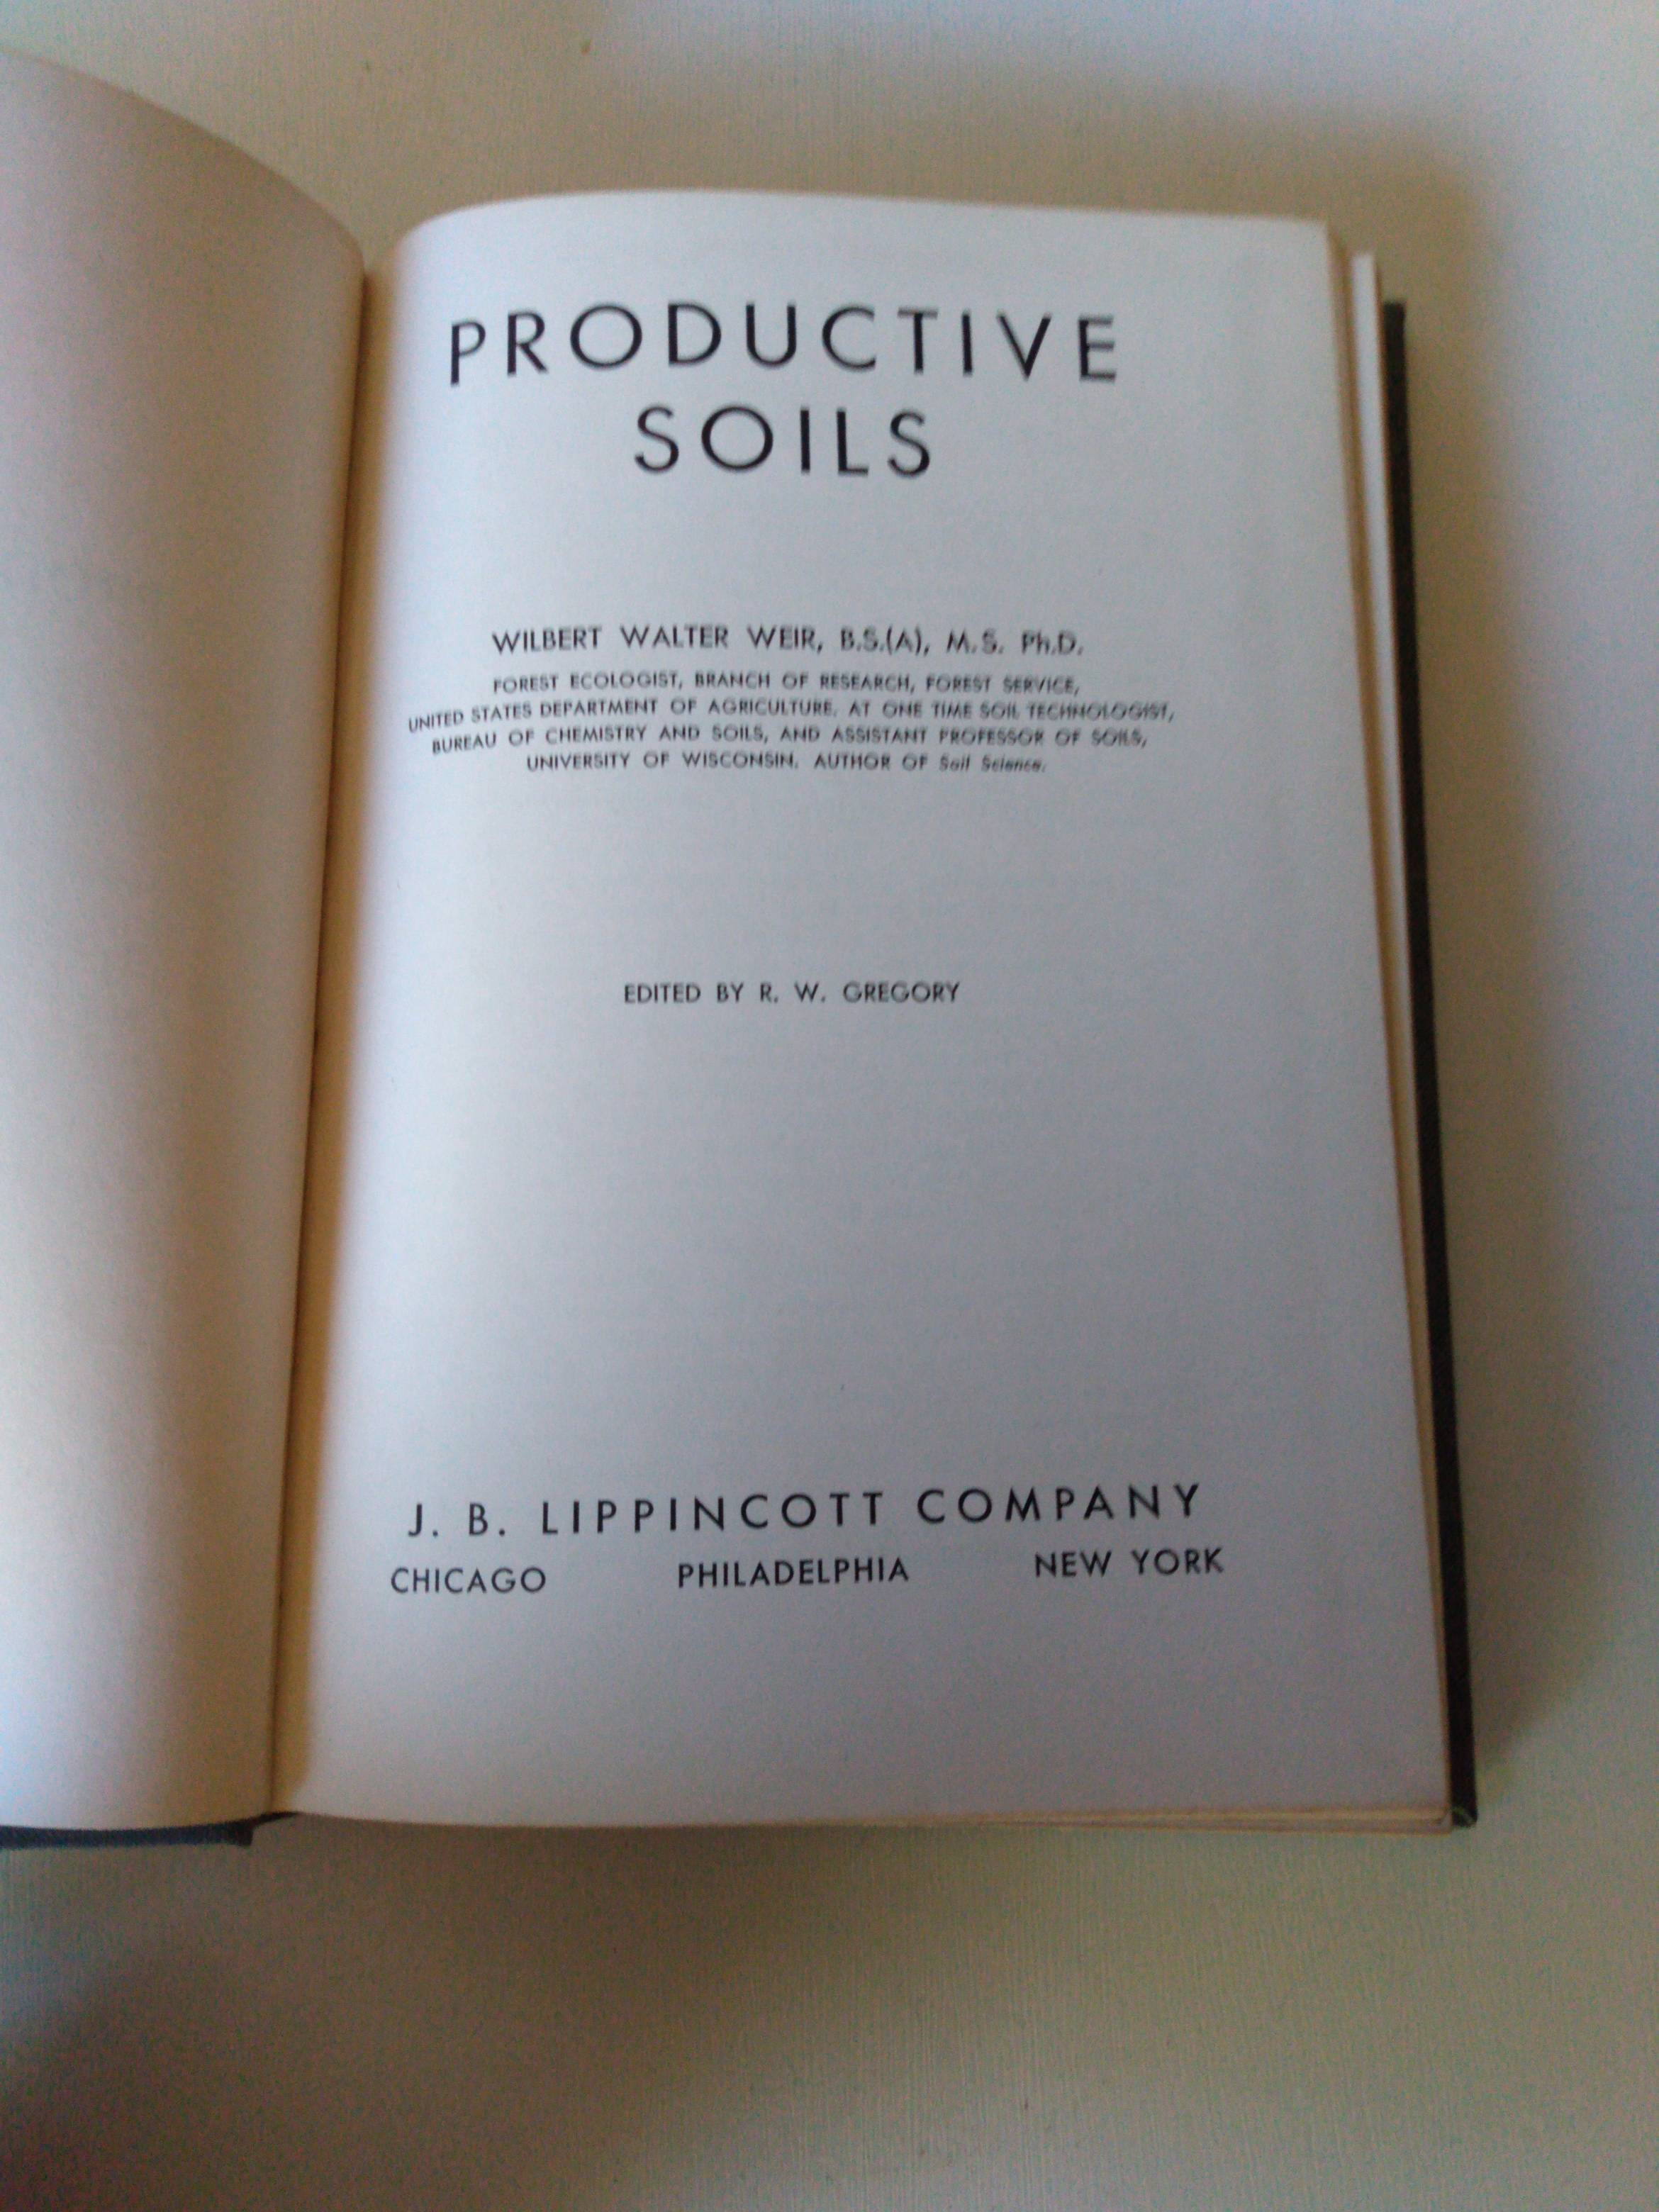 PRODUCTIVE
SOILS
WILBERT WALTER WEIR, B.S.(A), M.S. Ph.D.
FOREST ECOLOGIST, BRANCH OF RESEARCH, FOREST SERVICE,
UNITED STATES DEPARTMENT OF AGRICULTURE. AT ONE TIME SOIL TECHNOLOGIST,
BUREAU OF CHEMISTRY AND SOILS, AND ASSISTANT PROFESSOR OF SOILS,
UNIVERSITY OF WISCONSIN. AUTHOR OF Soil Science.
EDITED BY R. W. GREGORY
J. B. LIPPINCOTT COMPANY
CHICAGO PHILADELPHIA NEW YORK